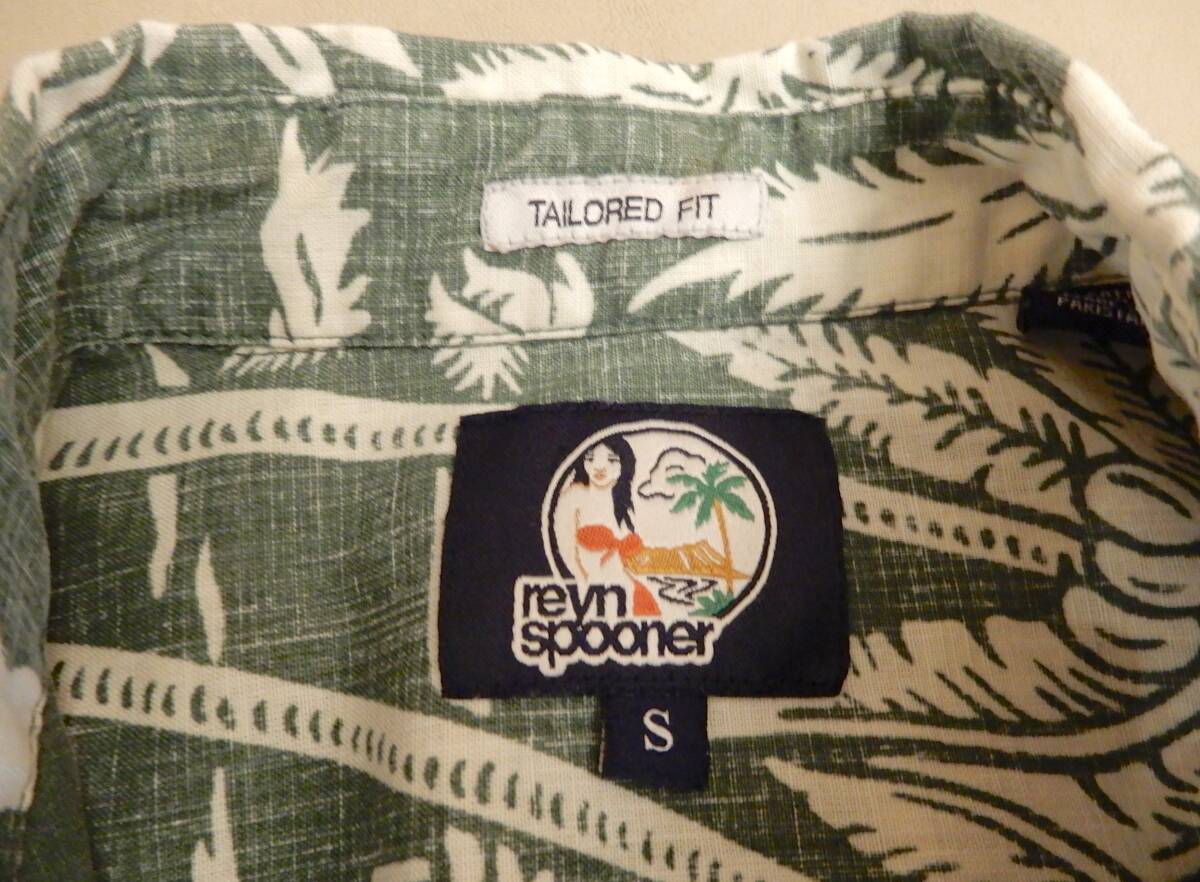 TAILORED FIT
reyn
spooner
S